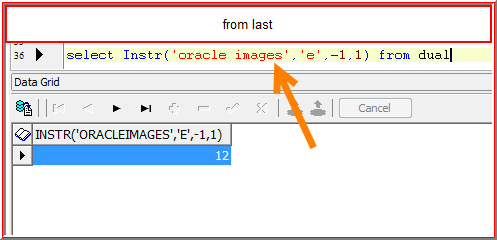 from last
36
select Instr('oracle images','e',-1,1) from dual
Data Grid
Cancel
INSTR('ORACLEIMAGES','E',-1,1)
12